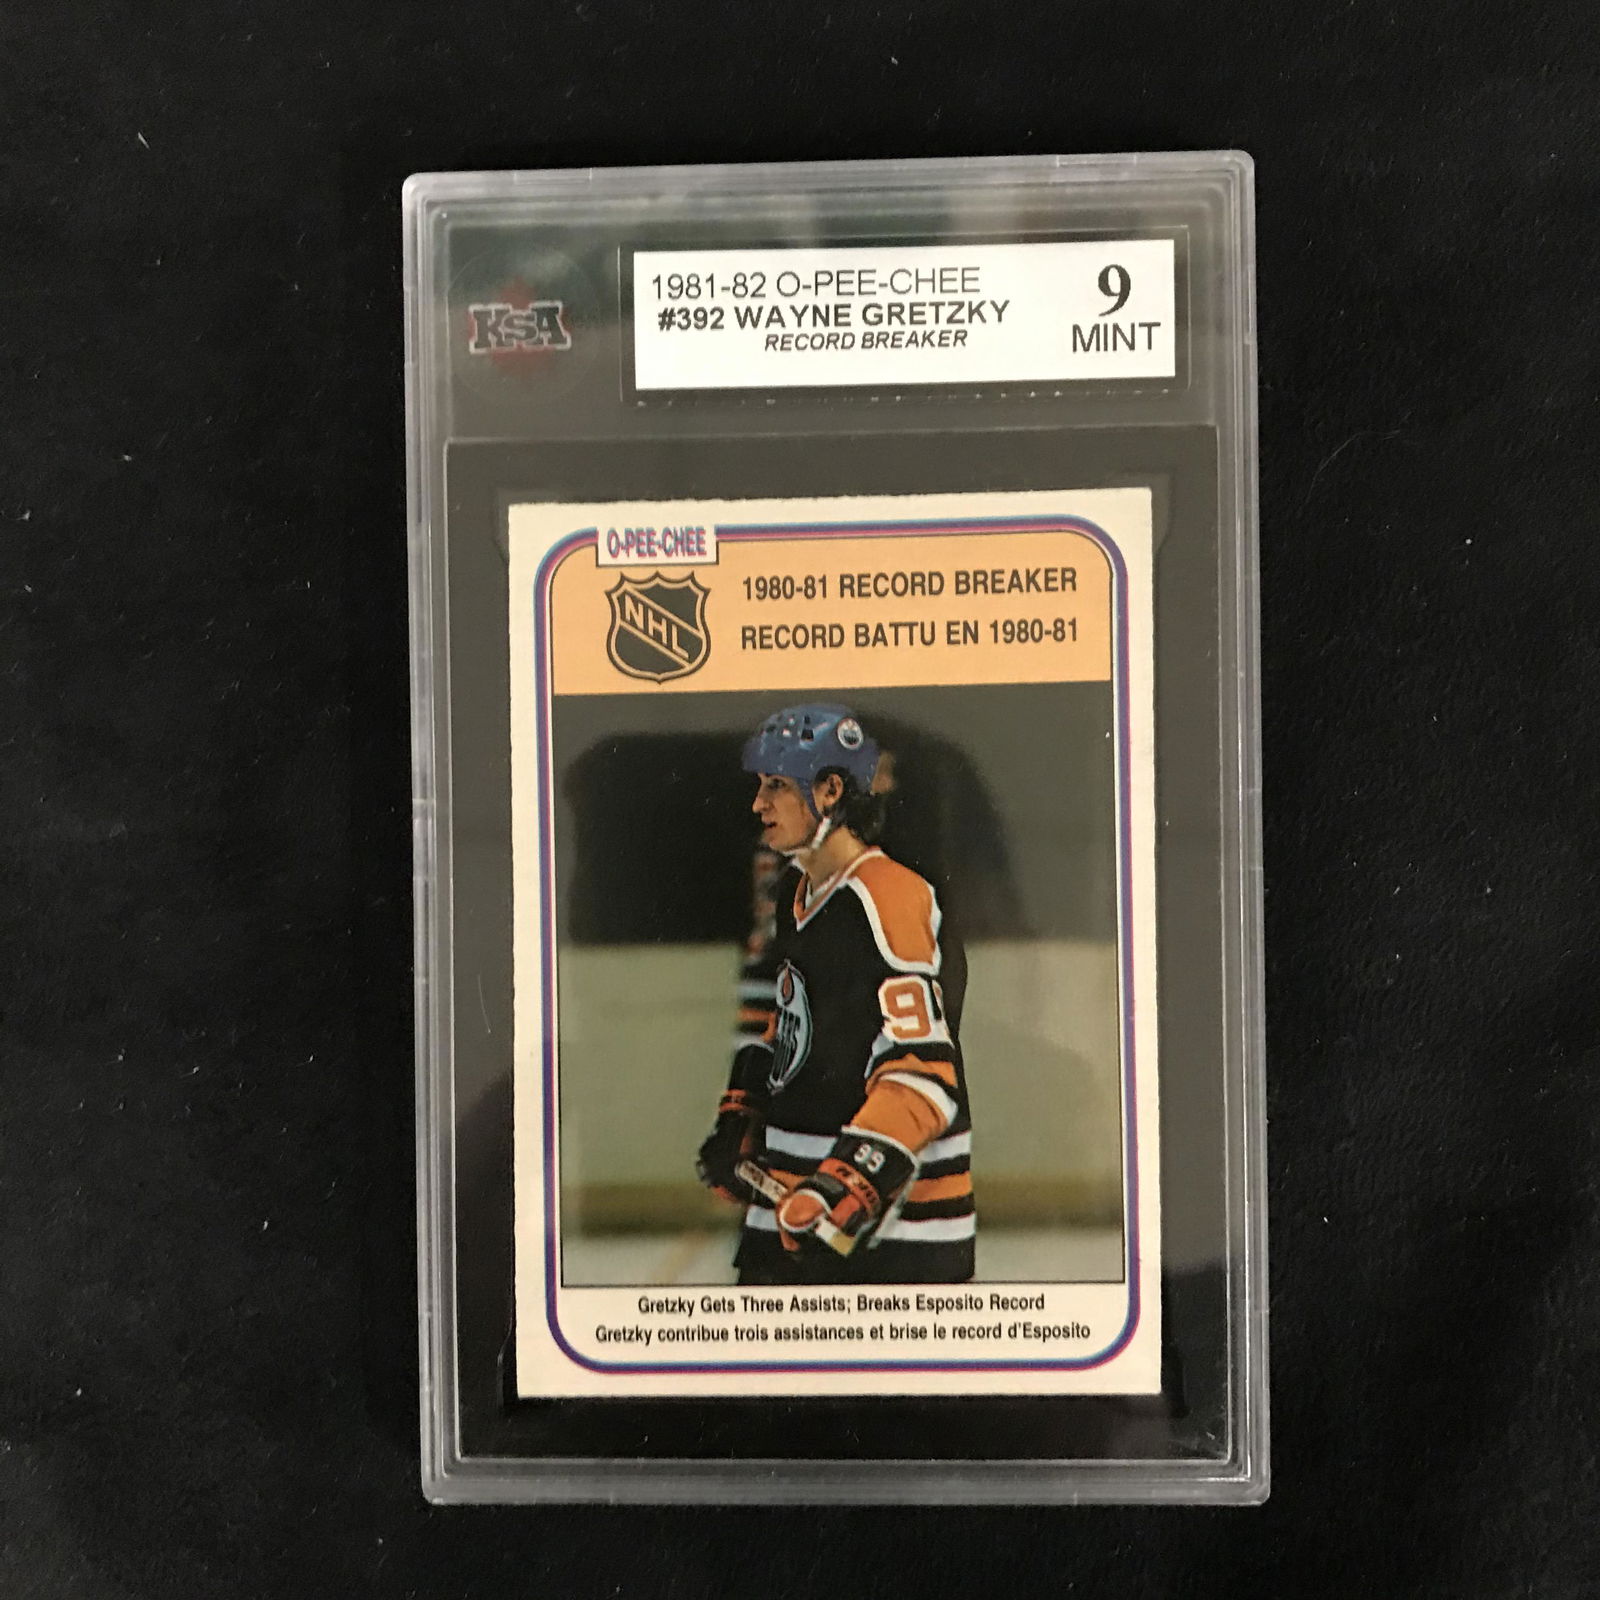 KSA
1981-82 O-PEE-CHEE
#392 WAYNE GRETZKY
RECORD BREAKER
9
MINT
O-PEE-CHEE
NHL
1980-81 RECORD BREAKER
RECORD BATTU EN 1980-81
9
99
Gretzky Gets Three Assists; Breaks Esposito Record
Gretzky contribue trois assistances et brise le record d'Esposito